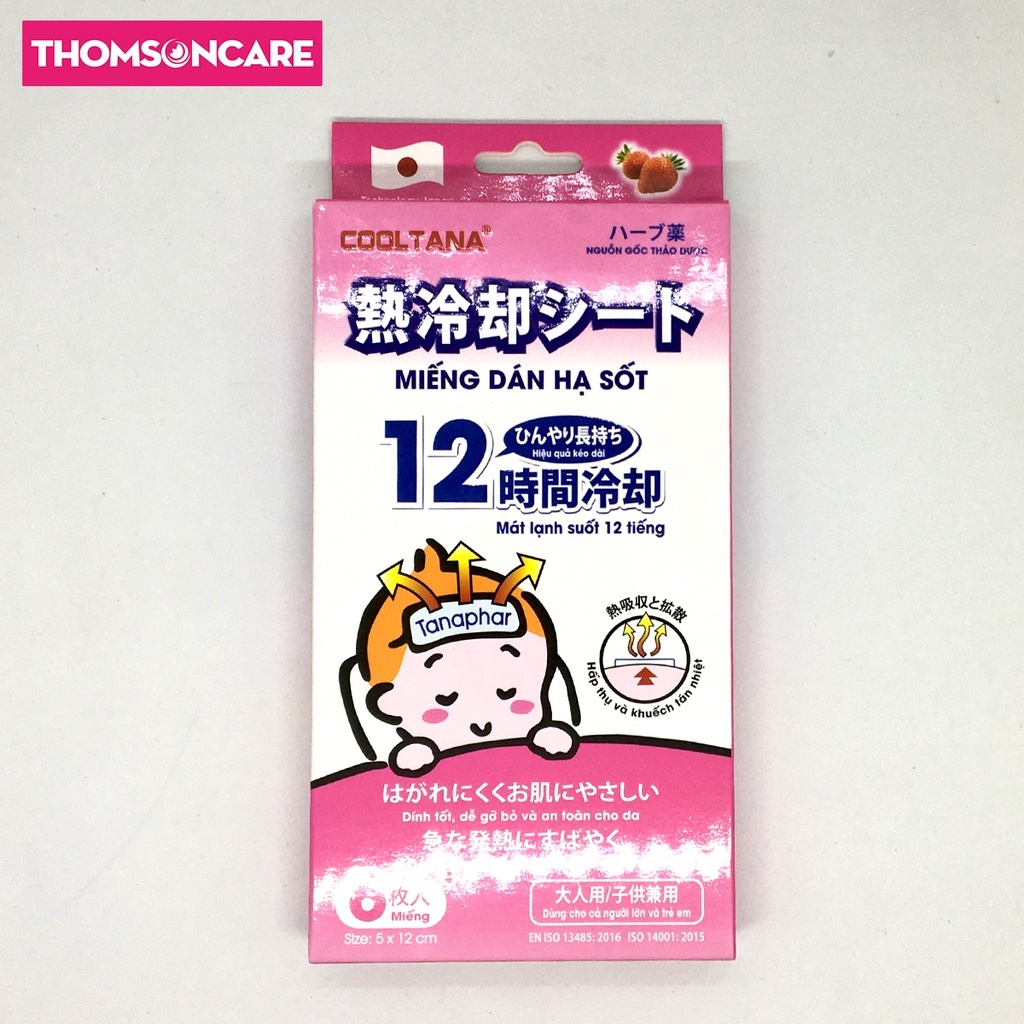 THOMSONCARE
COOLTANA®
ハーブ薬
NGUỒN GỐC THẢO DƯỢC
熱冷却シート
MIẾNG DÁN HẠ SỐT
12
ひんやり長持ち
Hiệu quả kéo dài
時間冷却
Mát lạnh suốt 12 tiếng
Tanaphar
熱吸収と拡散
Hấp thụ và khuếch tán nhiệt
はがれにくくお肌にやさしい
Dính tốt, dễ gỡ bỏ và an toàn cho da
急な発熱にすばやく
枚入
Miếng
Size: 5 x 12 cm
大人用/子供兼用
Dùng cho cả người lớn và trẻ em
EN ISO 13485: 2016 ISO 14001: 2015